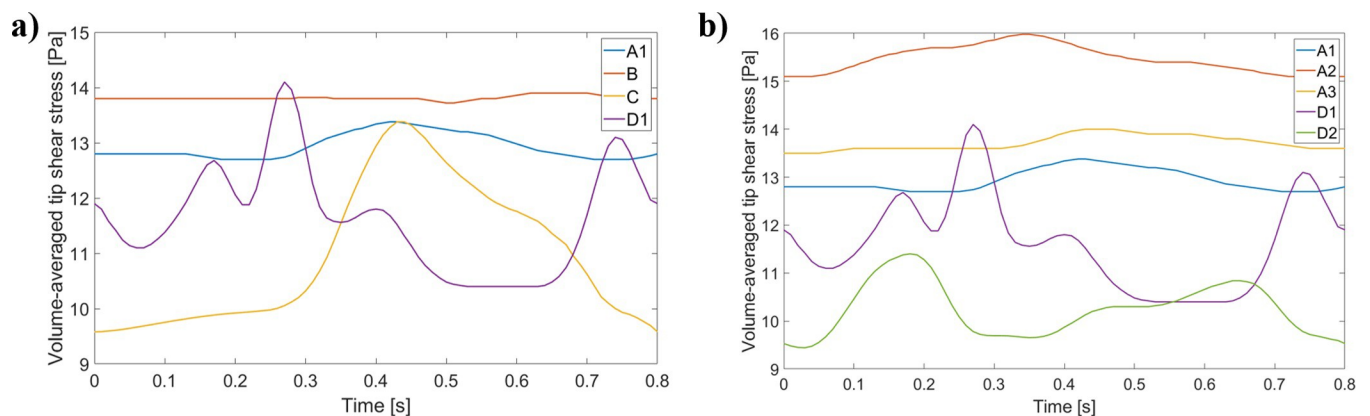 a)
Volume-averaged tip shear stress [Pa]
15
14
13
12
11
10
9
0 0.1 0.2 0.3 0.4 0.5 0.6 0.7 0.8
Time [s]
A1
B
C
D1
b)
Volume-averaged tip shear stress [Pa]
16
15
14
13
12
11
10
9
0 0.1 0.2 0.3 0.4 0.5 0.6 0.7 0.8
Time [s]
A1
A2
A3
D1
D2